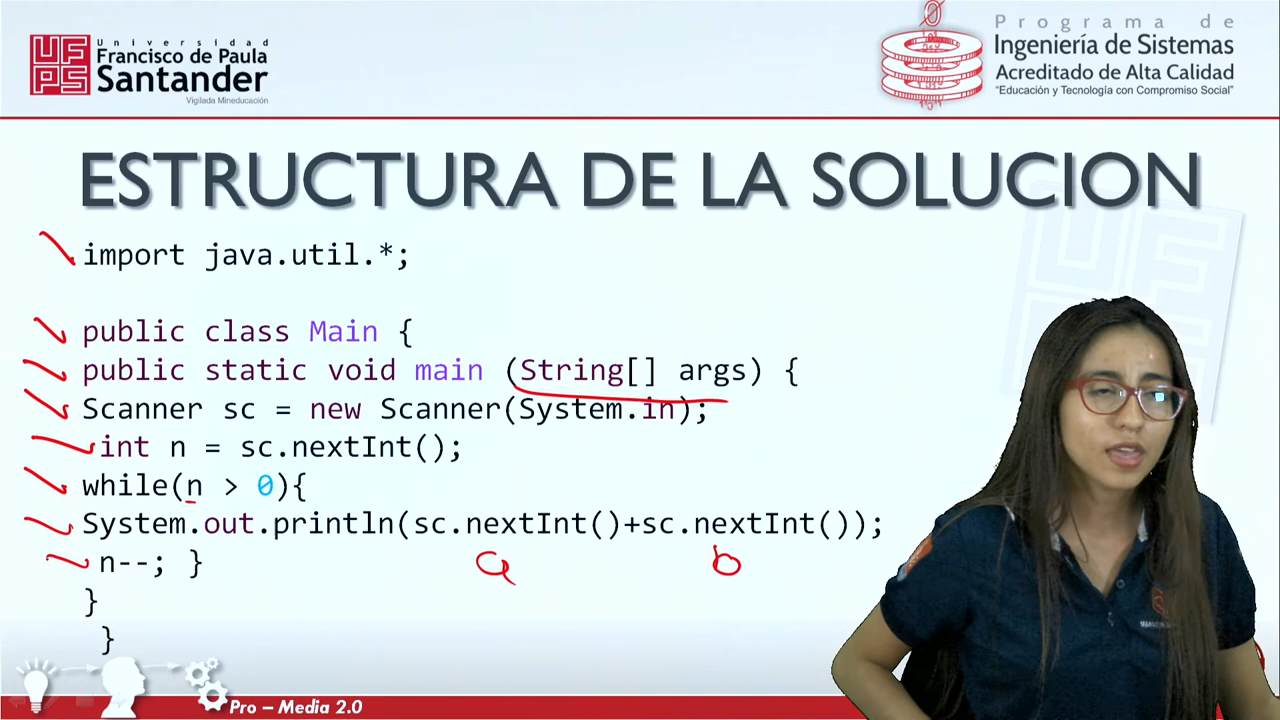 Universidad
Francisco de Paula
Santander
Vigilada Mineducación
UFPS
Programa de
Ingeniería de Sistemas
Acreditado de Alta Calidad
"Educación y Tecnología con Compromiso Social"
ESTRUCTURA DE LA SOLUCION
import java.util.*;
public class Main {
public static void main (String[] args) {
Scanner sc = new Scanner(System.in);
int n = sc.nextInt();
while(n > 0){
System.out.println(sc.nextInt()+sc.nextInt());
n--; }
a b
}
}
Pro – Media 2.0